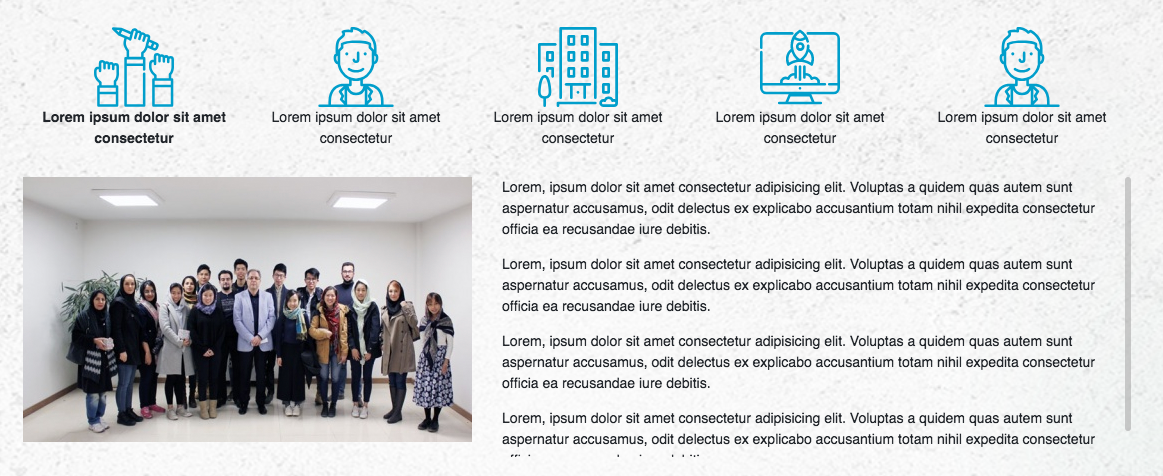 Lorem ipsum dolor sit amet
consectetur
Lorem ipsum dolor sit amet
consectetur
Lorem ipsum dolor sit amet
consectetur
Lorem ipsum dolor sit amet
consectetur
Lorem ipsum dolor sit amet
consectetur
Lorem, ipsum dolor sit amet consectetur adipisicing elit. Voluptas a quidem quas autem sunt
aspernatur accusamus, odit delectus ex explicabo accusantium totam nihil expedita consectetur
officia ea recusandae iure debitis.
Lorem, ipsum dolor sit amet consectetur adipisicing elit. Voluptas a quidem quas autem sunt
aspernatur accusamus, odit delectus ex explicabo accusantium totam nihil expedita consectetur
officia ea recusandae iure debitis.
Lorem, ipsum dolor sit amet consectetur adipisicing elit. Voluptas a quidem quas autem sunt
aspernatur accusamus, odit delectus ex explicabo accusantium totam nihil expedita consectetur
officia ea recusandae iure debitis.
Lorem, ipsum dolor sit amet consectetur adipisicing elit. Voluptas a quidem quas autem sunt
aspernatur accusamus, odit delectus ex explicabo accusantium totam nihil expedita consectetur